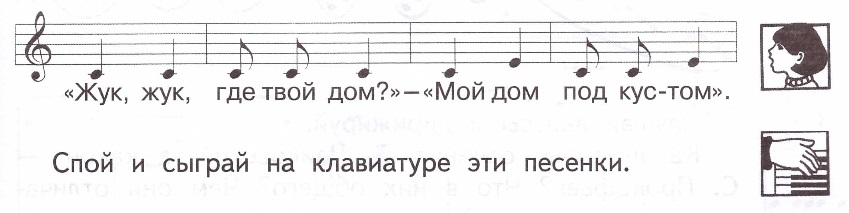 «Жук, жук, где твой дом?»—«Мой дом под кус-том».
Спой и сыграй на клавиатуре эти песенки.